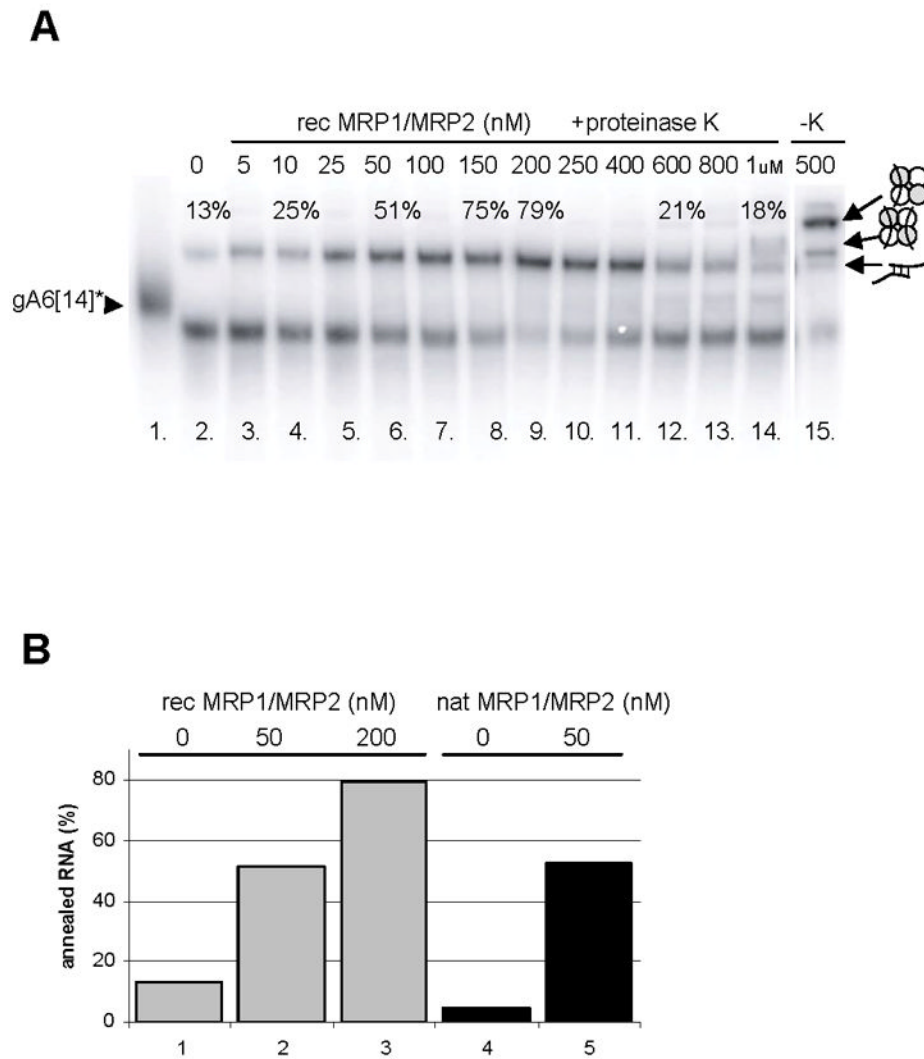 A
rec MRP1/MRP2 (nM) +proteinase K -K
0 5 10 25 50 100 150 200 250 400 600 800 1uM 500
13% 25% 51% 75% 79% 21% 18%
gA6[14]*
1. 2. 3. 4. 5. 6. 7. 8. 9. 10. 11. 12. 13. 14. 15.
B
rec MRP1/MRP2 (nM) nat MRP1/MRP2 (nM)
0 50 200 0 50
80
60
40
20
0
annealed RNA (%)
1 2 3 4 5